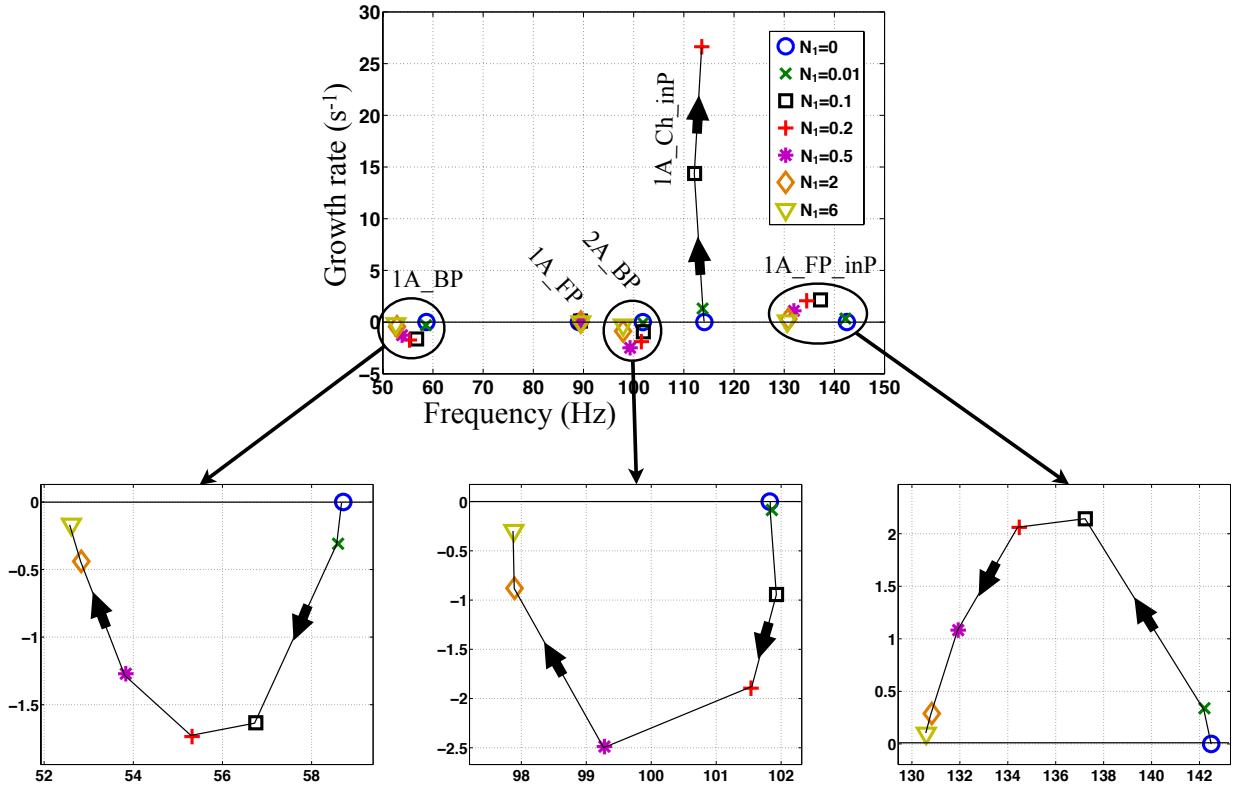 30
25
20
15
10
5
0
−5
Growth rate (s-1)
50 60 70 80 90 100 110 120 130 140 150
Frequency (Hz)
1A_BP
1A_FP
2A_BP
1A_Ch_inP
1A_FP_inP
N1=0
N1=0.01
N1=0.1
N1=0.2
N1=0.5
N1=2
N1=6
0
−0.5
−1
−1.5
52 54 56 58
0
−0.5
−1
−1.5
−2
−2.5
98 99 100 101 102
2
1.5
1
0.5
0
130 132 134 136 138 140 142